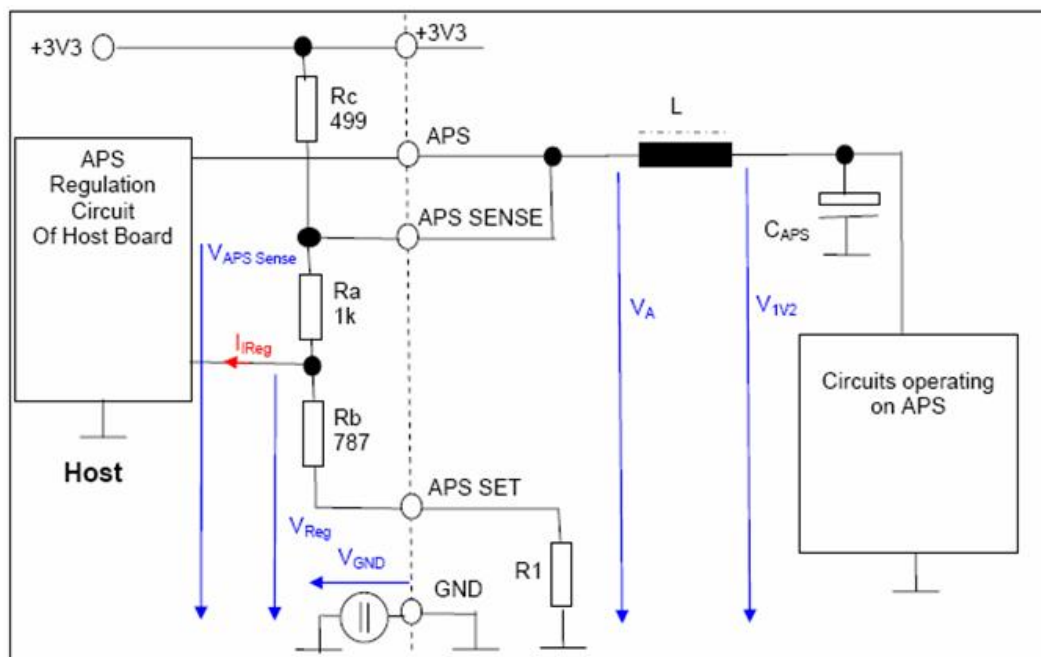 +3V3
+3V3
Rc
499
L
APS
APS
Regulation
Circuit
Of Host Board
APS SENSE
CAPS
VAPS Sense
Ra
1k
VA
V1V2
IIReg
Rb
787
Circuits operating
on APS
Host
APS SET
VReg
VGND
R1
GND